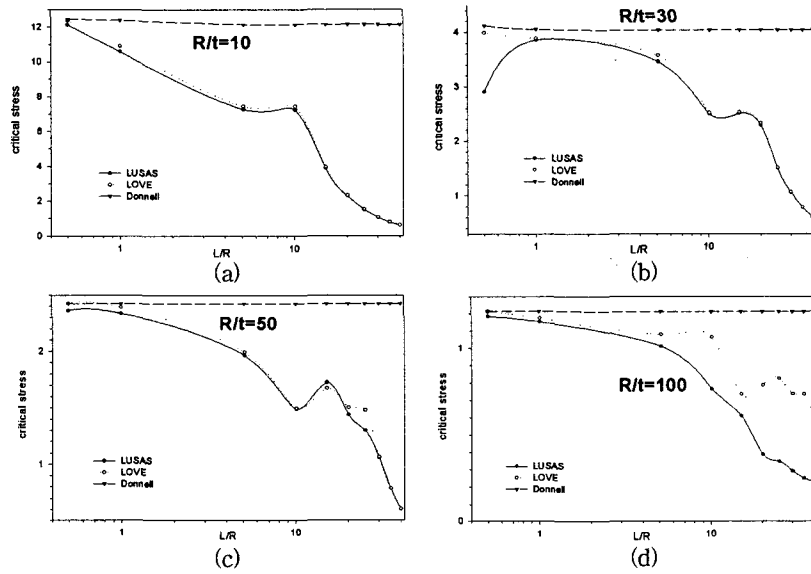 12
10
8
6
4
2
0
critical stress
R/t=10
LUSAS
LOVE
Donnell
1
10
L/R
(a)
4
3
2
1
critical stress
R/t=30
LUSAS
LOVE
Donnell
1
10
L/R
(b)
2
1
critical stress
R/t=50
LUSAS
LOVE
Donnell
1
10
L/R
(c)
1
0
critical stress
R/t=100
LUSAS
LOVE
Donnell
1
10
L/R
(d)